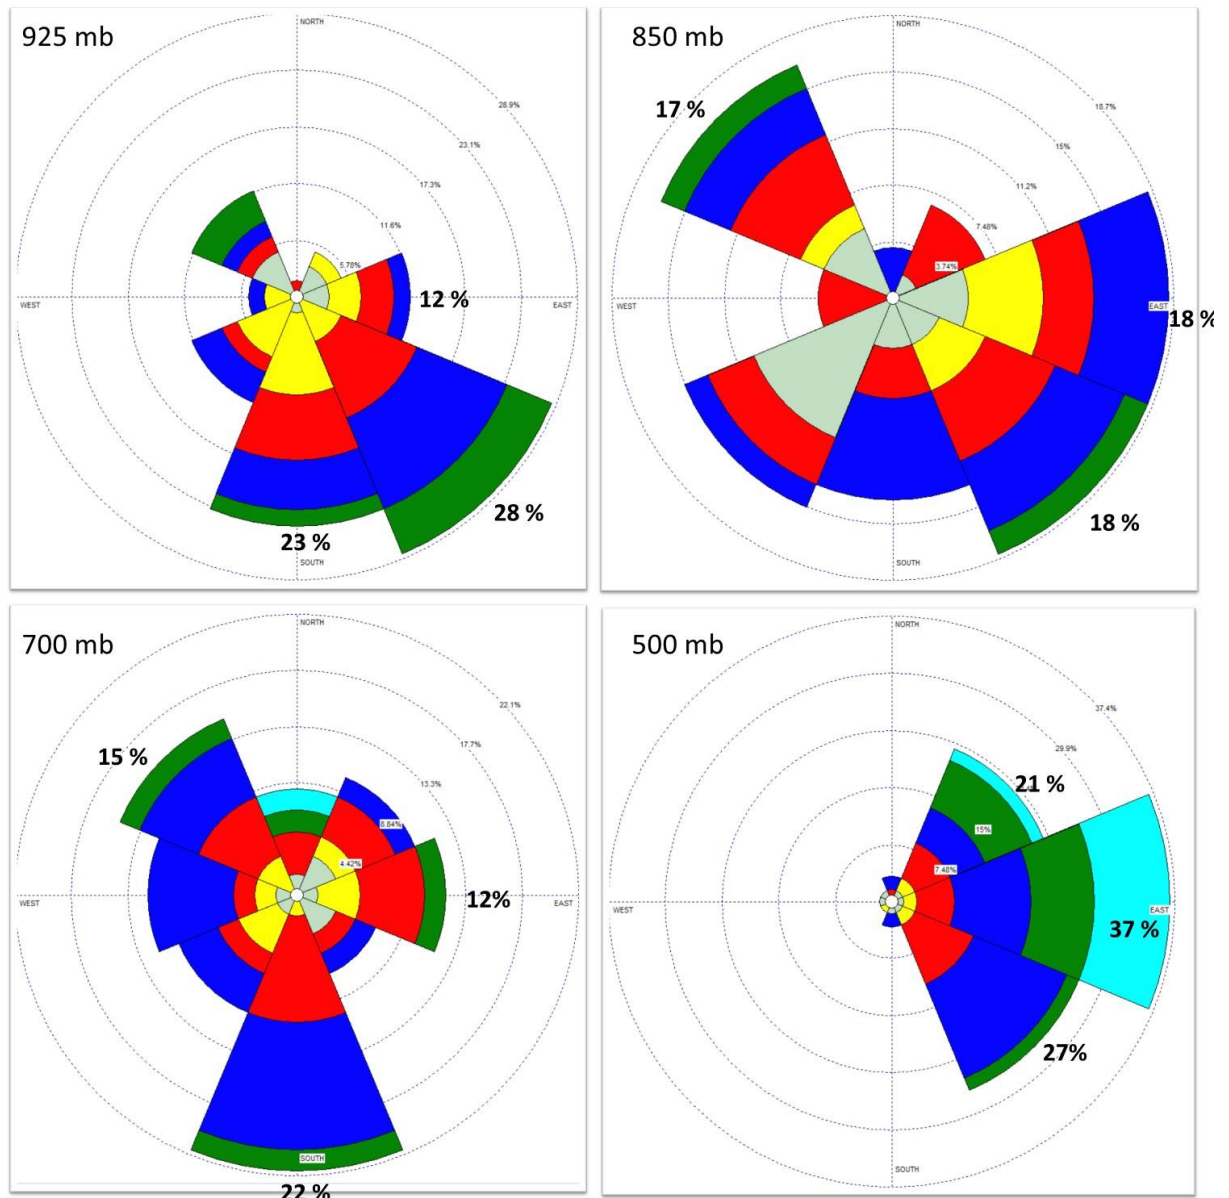 925 mb
NORTH
28.9%
23.1%
17.3%
11.6%
5.78%
WEST
EAST
12 %
28 %
23 %
SOUTH
850 mb
NORTH
17 %
18.7%
15%
11.2%
7.48%
3.74%
EAST
18 %
18 %
SOUTH
700 mb
NORTH
22.1%
17.7%
15 %
13.3%
8.84%
4.42%
WEST
EAST
12%
SOUTH
22 %
500 mb
NORTH
37.4%
29.9%
21 %
15%
7.48%
WEST
EAST
37 %
27%
SOUTH